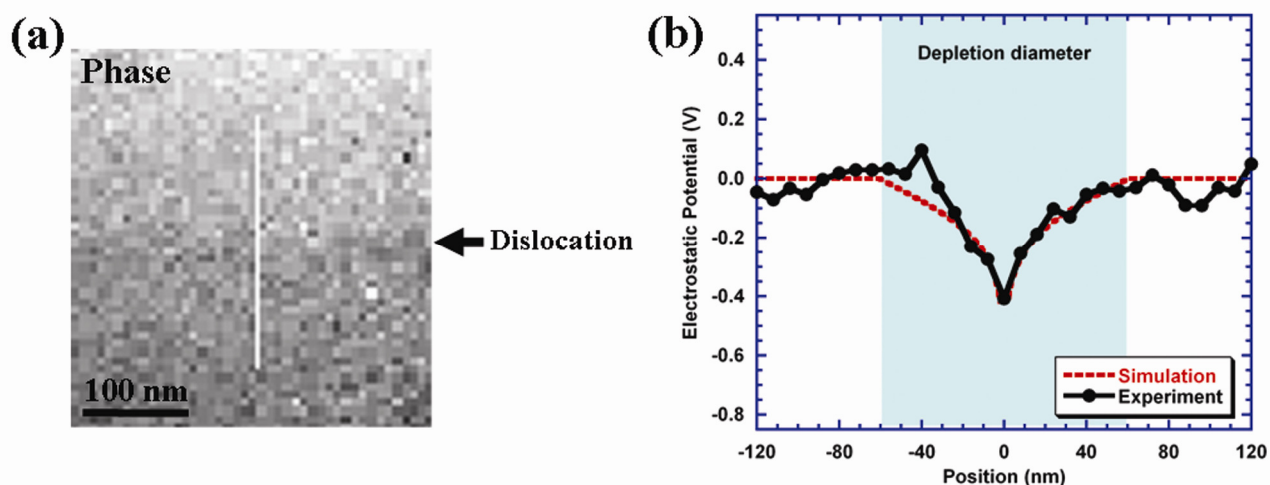 (a)
Phase
Dislocation
100 nm
(b)
Depletion diameter
Electrostatic Potential (V)
0.4
0.2
0.0
-0.2
-0.4
-0.6
-0.8
Simulation
Experiment
-120
-80
-40
0
40
80
120
Position (nm)